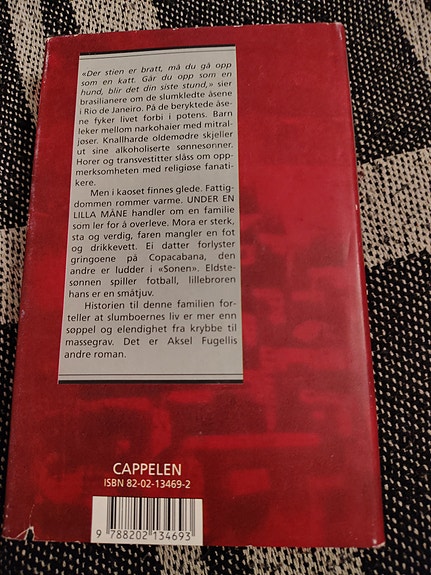 «Der stien er bratt, må du gå opp
som en katt. Går du opp som en
hund, blir det din siste stund,» sier
brasilianere om de slumkledte åsene
i Rio de Janeiro. På de beryktede åse-
ne fyker livet forbi i potens. Barn
leker mellom narkohaier med mitral-
jøser. Knallharde oldemødre skjeller
ut sine alkoholiserte sønnesønner.
Horer og transvestitter slåss om opp-
merksomheten med religiøse fanati-
kere.
Men i kaoset finnes glede. Fattig-
dommen rommer varme. UNDER EN
LILLA MÅNE handler om en familie
som ler for å overleve. Mora er sterk,
sta og verdig, faren mangler en fot
og drikkevett. Ei datter forlyster
gringoene på Copacabana, den
andre er ludder i «Sonen». Eldste-
sønnen spiller fotball, lillebroren
hans er en småtjuv.
Historien til denne familien for-
teller at slumboernes liv er mer enn
søppel og elendighet fra krybbe til
massegrav. Det er Aksel Fugellis
andre roman.
CAPPELEN
ISBN 82-02-13469-2
9 788202 134693